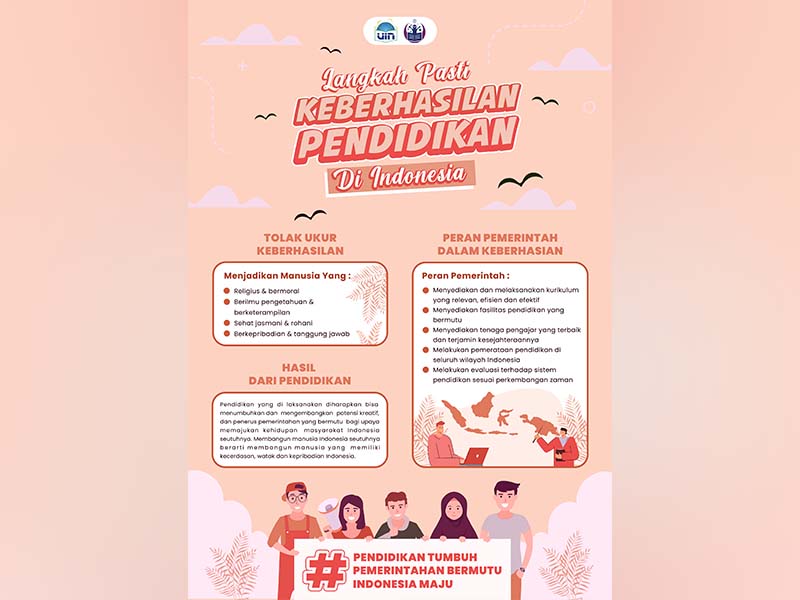 uin
Langkah Pasti
KEBERHASILAN
PENDIDIKAN
Di Indonesia
TOLAK UKUR
KEBERHASILAN
Menjadikan Manusia Yang :
Religius & bermoral
Berilmu pengetahuan &
berketerampilan
Sehat jasmani & rohani
Berkepribadian & tanggung jawab
HASIL
DARI PENDIDIKAN
Pendidikan yang di laksanakan diharapkan bisa
menumbuhkan dan mengembangkan potensi kreatif,
dan penerus pemerintahan yang bermutu bagi upaya
memajukan kehidupan masyarakat Indonesia
seutuhnya. Membangun manusia Indonesia seutuhnya
berarti membangun manusia yang memiliki
kecerdasan, watak dan kepribadian Indonesia.
PERAN PEMERINTAH
DALAM KEBERHASIAN
Peran Pemerintah :
Menyediakan dan melaksanakan kurikulum
yang relevan, efisien dan efektif
Menyediakan fasilitas pendidikan yang
bermutu
Menyediakan tenaga pengajar yang terbaik
dan terjamin kesejahteraannya
Melakukan pemerataan pendidikan di
seluruh wilayah Indonesia
Melakukan evaluasi terhadap sistem
pendidikan sesuai perkembangan zaman
# PENDIDIKAN TUMBUH
PEMERINTAHAN BERMUTU
INDONESIA MAJU